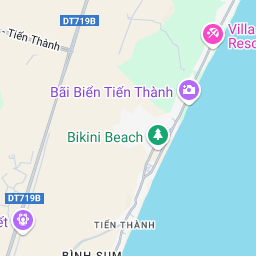 DT719B
Villa
Reso
- Tiến Thành
Bãi Biển Tiến Thành
Bikini Beach
DT719B
ết
TIẾN THÀNH
BÌNH SUM